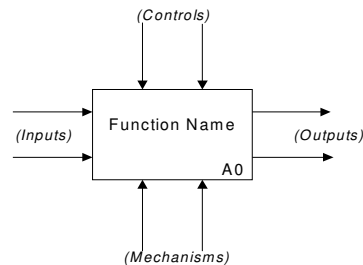 (Controls)
Function Name
(Inputs)
(Outputs)
A0
(Mechanisms)